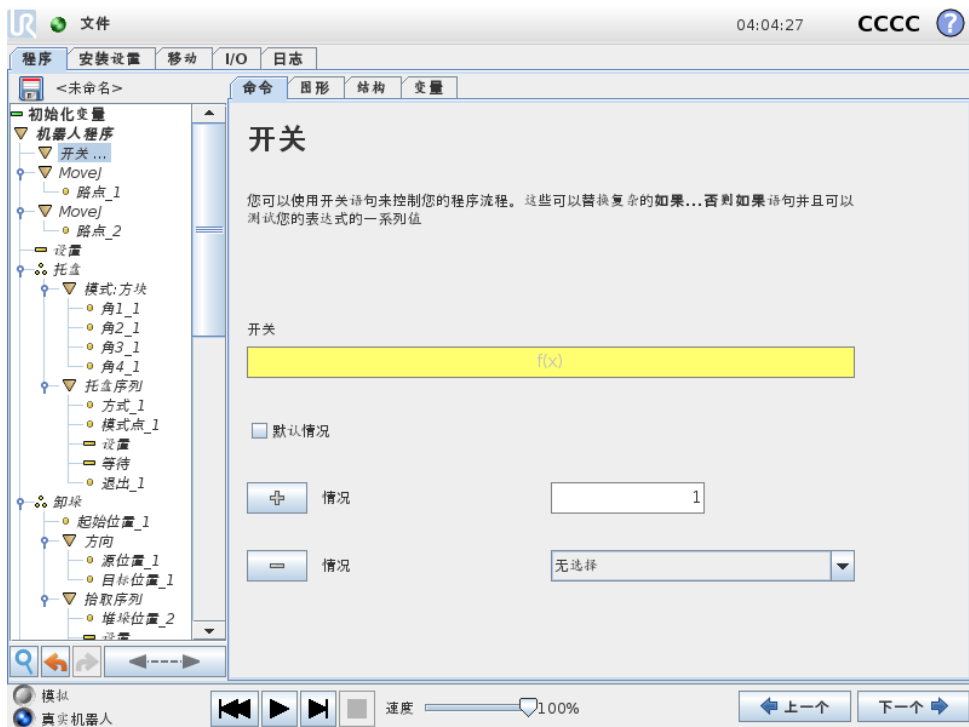 UR 文件 04:04:27 CCCC ?
程序 安装设置 移动 I/O 日志
<未命名>
命令 图形 结构 变量
初始化变量
机器人程序
开关 ...
MoveJ
路点_1
MoveJ
路点_2
设置
托盘
模式:方块
角1_1
角2_1
角3_1
角4_1
托盘序列
方式_1
模式点_1
设置
等待
退出_1
卸垛
起始位置_1
方向
源位置_1
目标位置_1
拾取序列
堆垛位置_2
设置
开关
您可以使用开关语句来控制您的程序流程。这些可以替换复杂的如果...否则如果语句并且可以
测试您的表达式的一系列值
开关
f(x)
默认情况
情况 1
情况 无选择
模拟
真实机器人
速度 100%
上一个 下一个